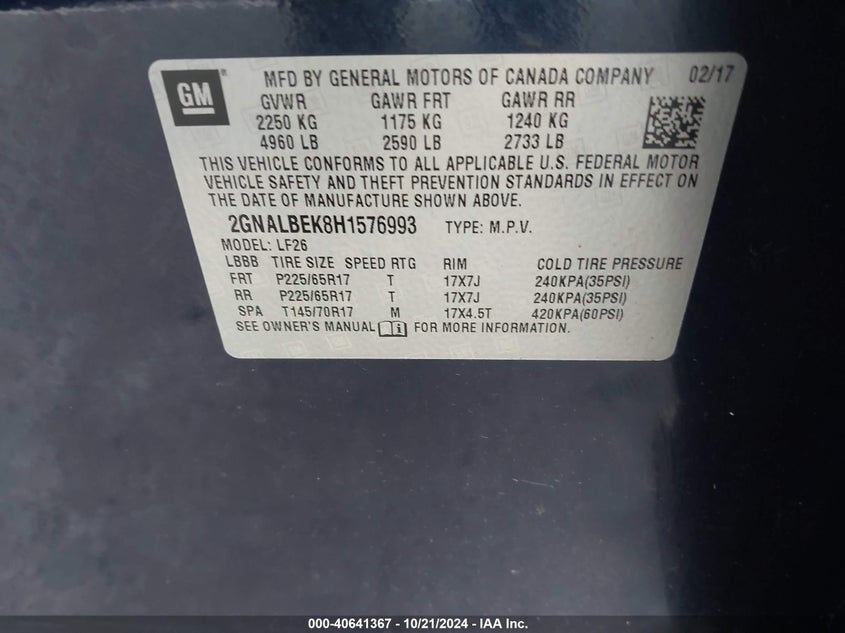 GM ® MFD BY GENERAL MOTORS OF CANADA COMPANY 02/17
GVWR GAWR FRT GAWR RR
2250 KG 1175 KG 1240 KG
4960 LB 2590 LB 2733 LB
THIS VEHICLE CONFORMS TO ALL APPLICABLE U.S. FEDERAL MOTOR
VEHICLE SAFETY AND THEFT PREVENTION STANDARDS IN EFFECT ON
THE DATE OF MANUFACTURE SHOWN ABOVE.
2GNALBEK8H1576993 TYPE: M.P.V.
MODEL: LF26
LBBB TIRE SIZE SPEED RTG RIM COLD TIRE PRESSURE
FRT P225/65R17 T 17X7J 240KPA(35PSI)
RR P225/65R17 T 17X7J 240KPA(35PSI)
SPA T145/70R17 M 17X4.5T 420KPA(60PSI)
SEE OWNER'S MANUAL i FOR MORE INFORMATION.
000-40641367 - 10/21/2024 - IAA Inc.